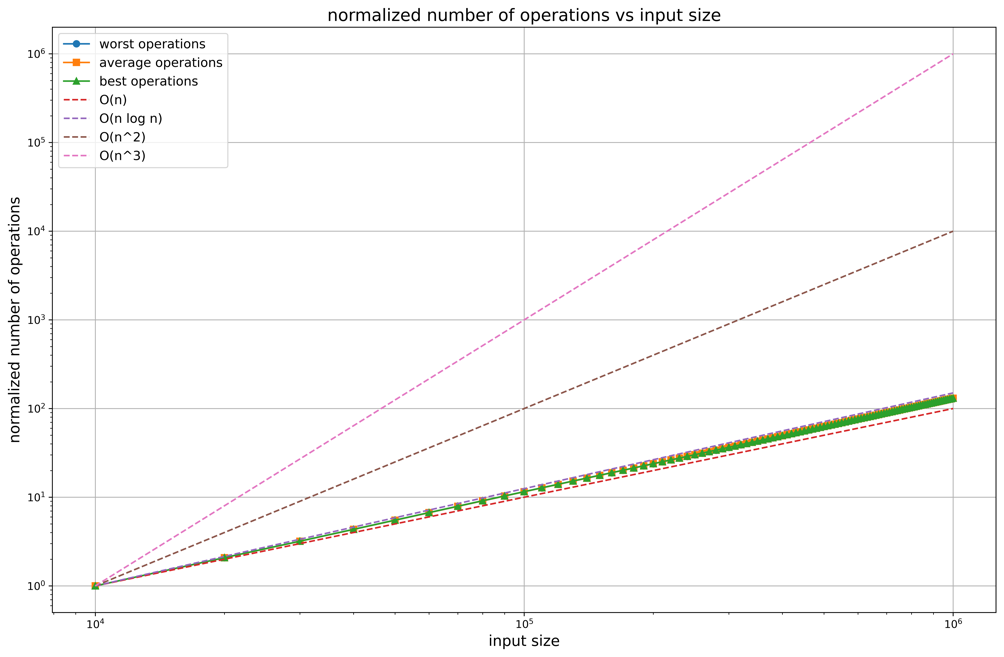 normalized number of operations vs input size
worst operations
average operations
best operations
O(n)
O(n log n)
O(n^2)
O(n^3)
normalized number of operations
10^6
10^5
10^4
10^3
10^2
10^1
10^0
10^4
10^5
10^6
input size